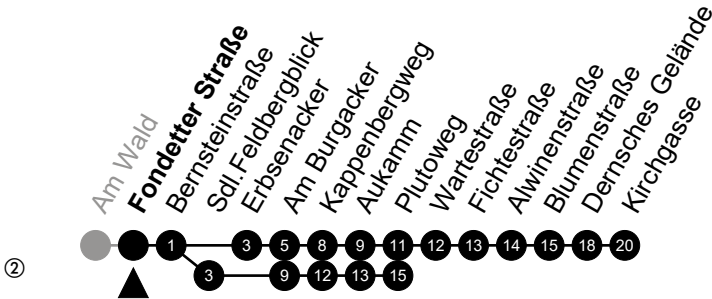 Am Wald
Fondetter Straße
Bernsteinstraße
Sdl.Feldbergblick
Erbsenacker
Am Burgacker
Kappenbergweg
Aukamm
Plutoweg
Wartestraße
Fichtestraße
Alwinenstraße
Blumenstraße
Dernsches Gelände
Kirchgasse
1 3 5 8 9 11 12 13 14 15 18 20
② 3 9 12 13 15